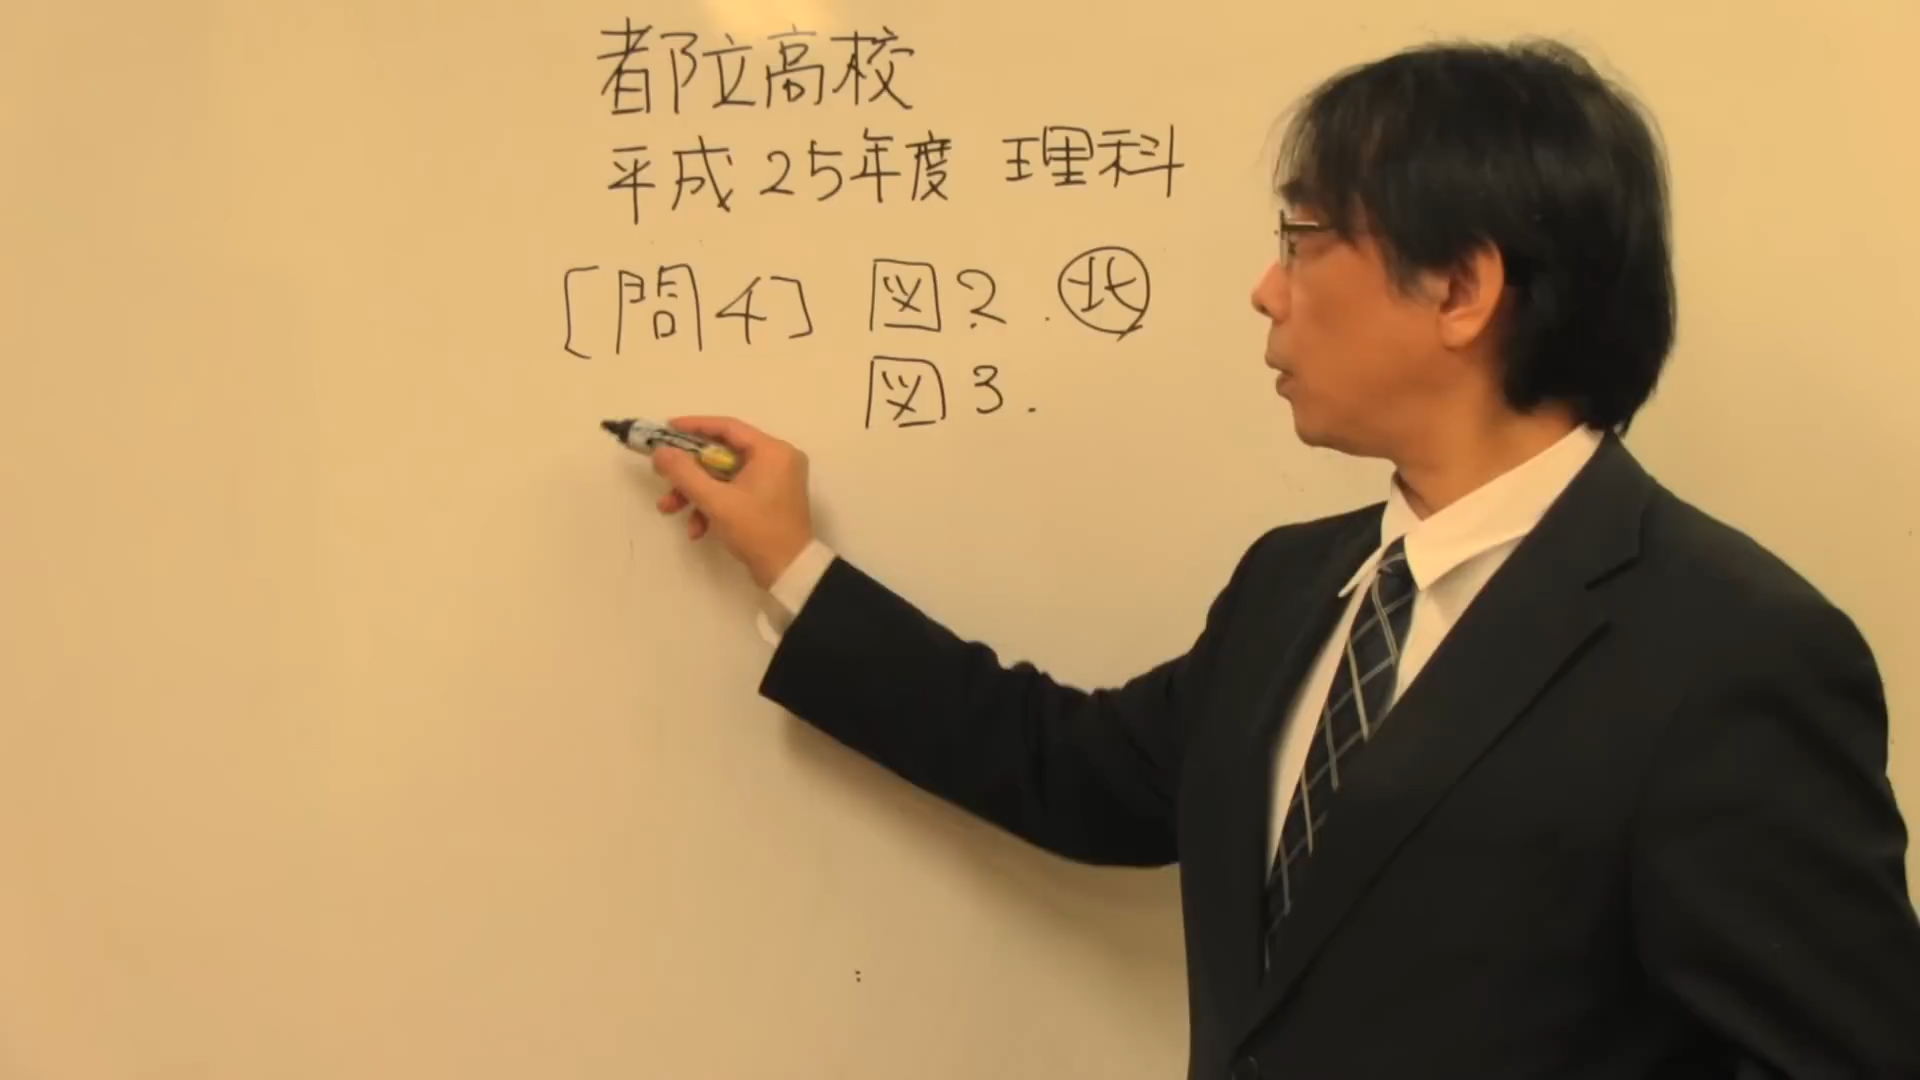 都立高校
平成25年度 理科
[問4] 図2. 北
図3.